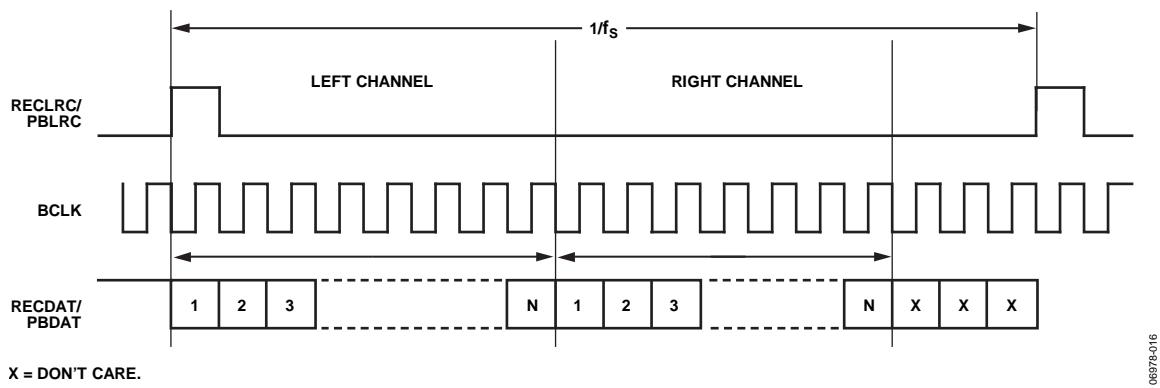 1/fS
LEFT CHANNEL
RIGHT CHANNEL
RECLRC/
PBLRC
BCLK
RECDAT/
PBDAT
1 2 3 N 1 2 3 N X X X
X = DON'T CARE.
06978-016